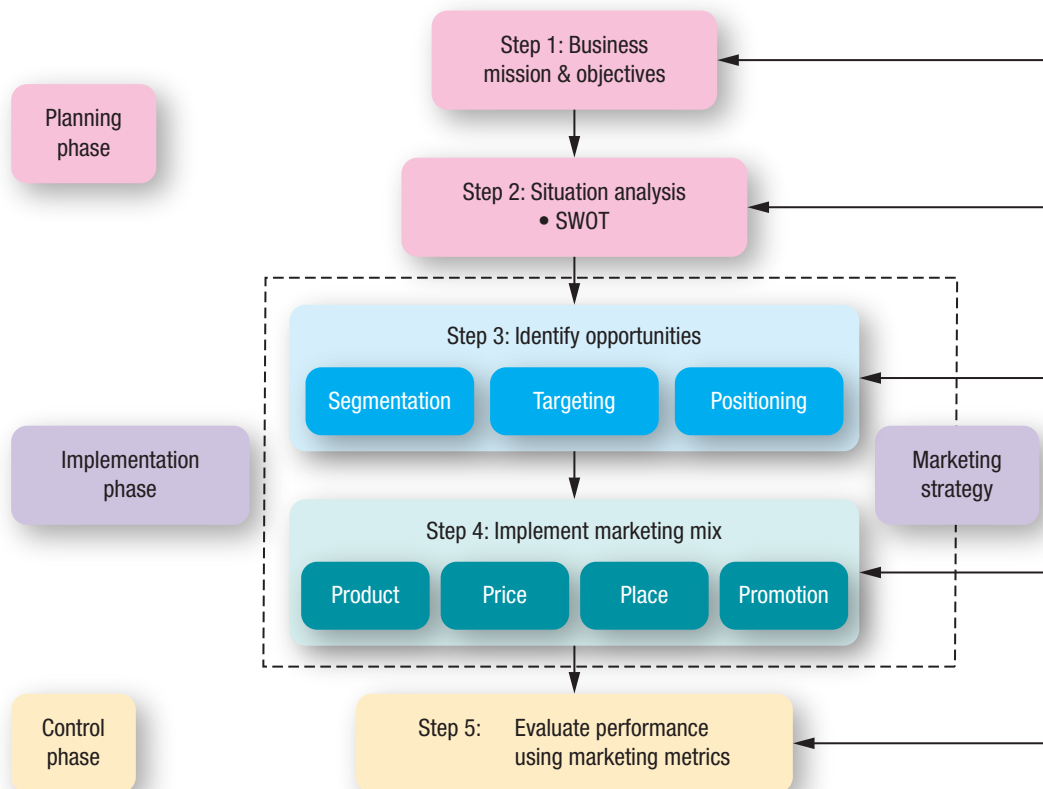 Step 1: Business
mission & objectives
Planning
phase
Step 2: Situation analysis
• SWOT
Step 3: Identify opportunities
Segmentation
Targeting
Positioning
Implementation
phase
Marketing
strategy
Step 4: Implement marketing mix
Product
Price
Place
Promotion
Control
phase
Step 5: Evaluate performance
using marketing metrics